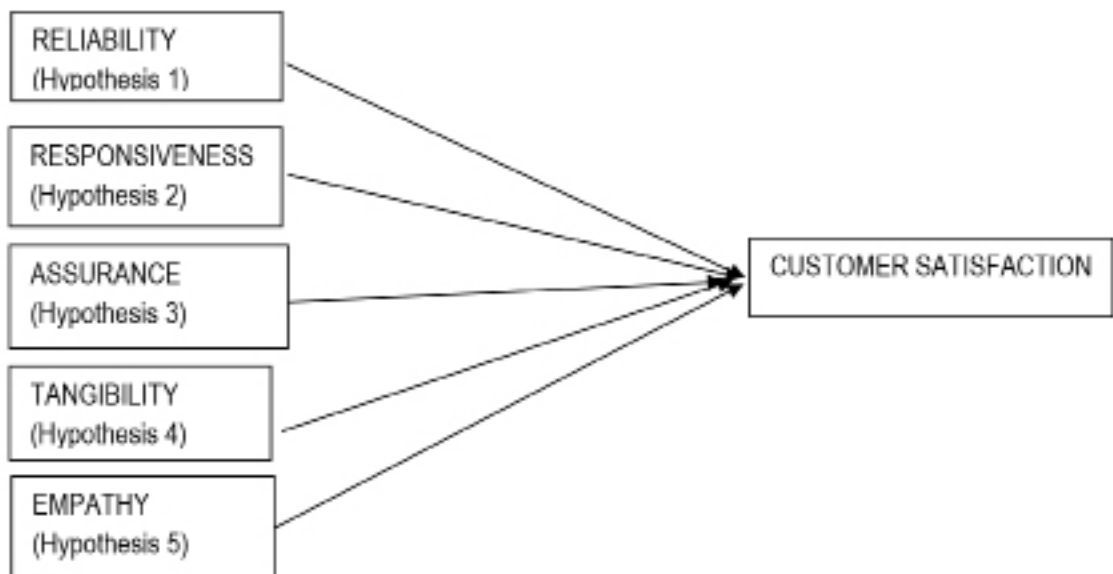 RELIABILITY
(Hypothesis 1)
RESPONSIVENESS
(Hypothesis 2)
ASSURANCE
(Hypothesis 3)
TANGIBILITY
(Hypothesis 4)
EMPATHY
(Hypothesis 5)
CUSTOMER SATISFACTION